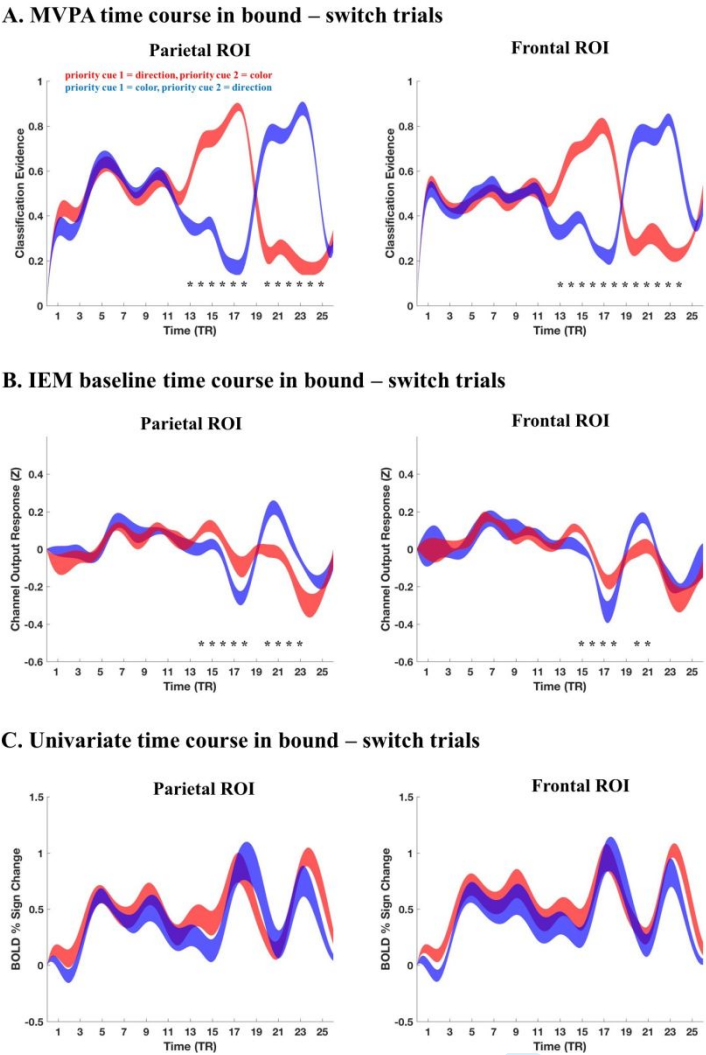 A. MVPA time course in bound – switch trials
Parietal ROI
Frontal ROI
priority cue 1 = direction, priority cue 2 = color
priority cue 1 = color, priority cue 2 = direction
Classification Evidence
1
0.8
0.6
0.4
0.2
0
* * * * * * * * * * * *
1 3 5 7 9 11 13 15 17 19 21 23 25
Time (TR)
Classification Evidence
1
0.8
0.6
0.4
0.2
0
* * * * * * * * * * * *
1 3 5 7 9 11 13 15 17 19 21 23 25
Time (TR)
B. IEM baseline time course in bound – switch trials
Parietal ROI
Frontal ROI
Channel Output Response (Z)
0.4
0.2
0
-0.2
-0.4
-0.6
* * * * * * * * *
1 3 5 7 9 11 13 15 17 19 21 23 25
Time (TR)
Channel Output Response (Z)
0.4
0.2
0
-0.2
-0.4
-0.6
* * * * * *
1 3 5 7 9 11 13 15 17 19 21 23 25
Time (TR)
C. Univariate time course in bound – switch trials
Parietal ROI
Frontal ROI
BOLD % Sign Change
1.5
1
0.5
0
-0.5
1 3 5 7 9 11 13 15 17 19 21 23 25
Time (TR)
BOLD % Sign Change
1.5
1
0.5
0
-0.5
1 3 5 7 9 11 13 15 17 19 21 23 25
Time (TR)